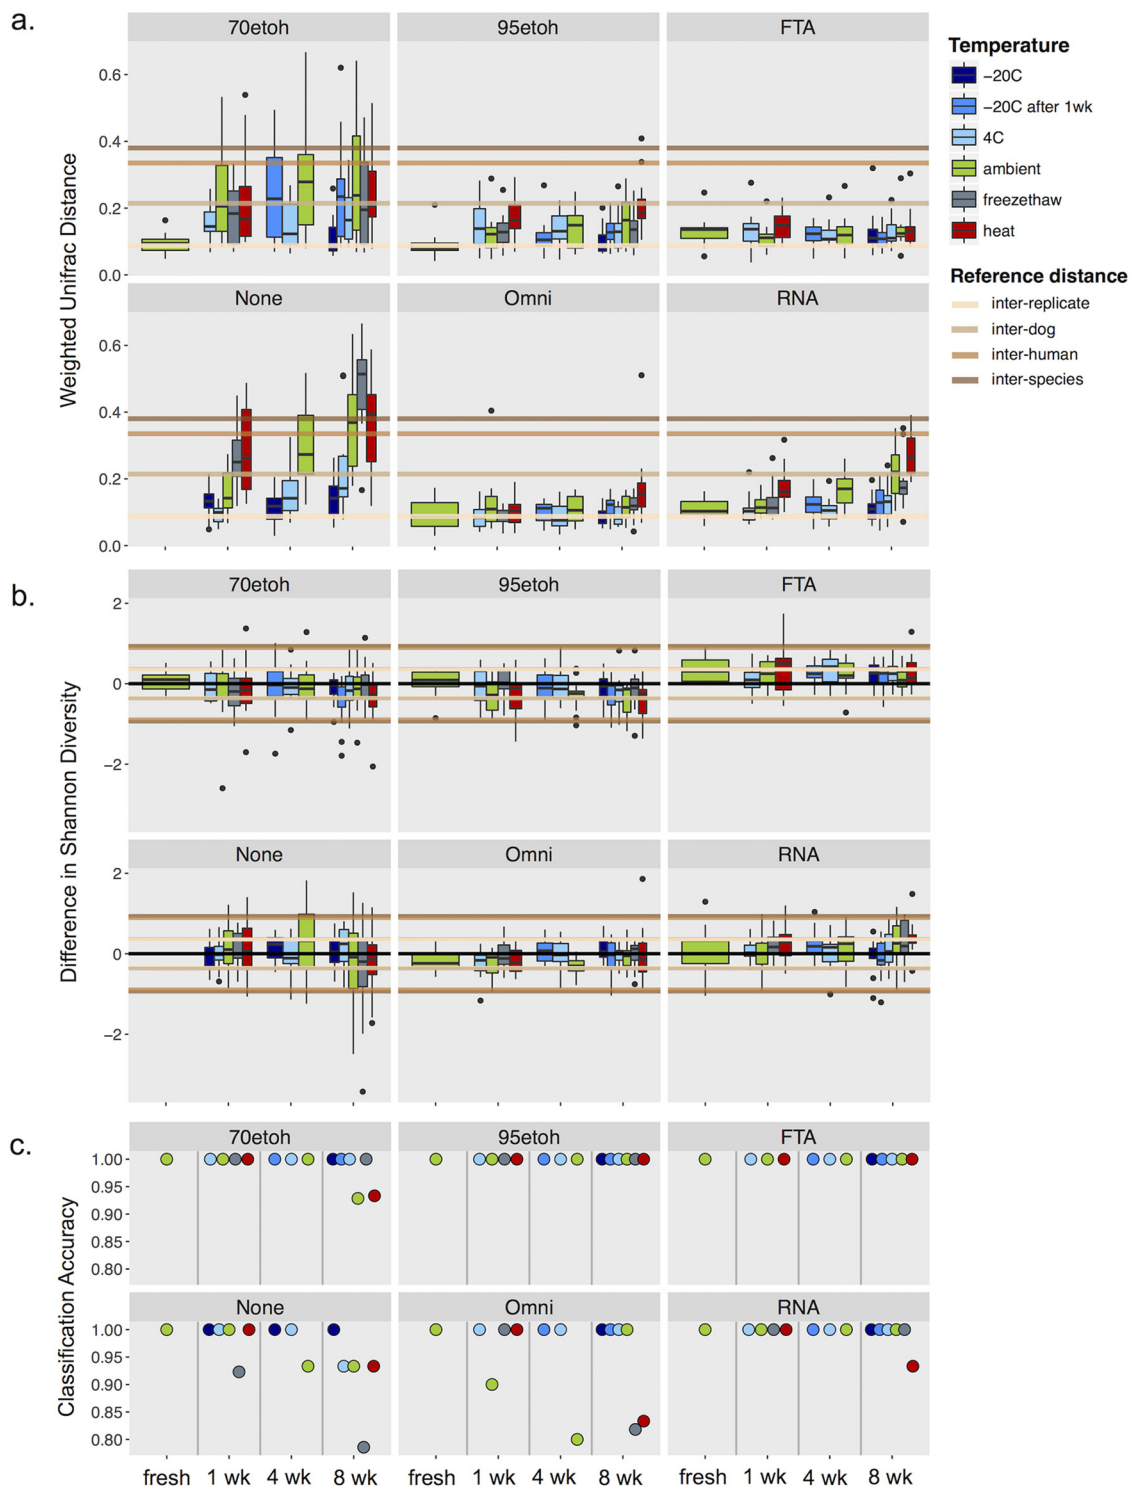 a.
70etoh
95etoh
FTA
0.6
0.4
0.2
0.0
None
Omni
RNA
0.6
0.4
0.2
0.0
Weighted Unifrac Distance
Temperature
−20C
−20C after 1wk
4C
ambient
freezethaw
heat
Reference distance
inter-replicate
inter-dog
inter-human
inter-species
b.
70etoh
95etoh
FTA
2
0
−2
None
Omni
RNA
2
0
−2
Difference in Shannon Diversity
c.
70etoh
95etoh
FTA
1.00
0.95
0.90
0.85
0.80
None
Omni
RNA
1.00
0.95
0.90
0.85
0.80
Classification Accuracy
fresh 1 wk 4 wk 8 wk fresh 1 wk 4 wk 8 wk fresh 1 wk 4 wk 8 wk